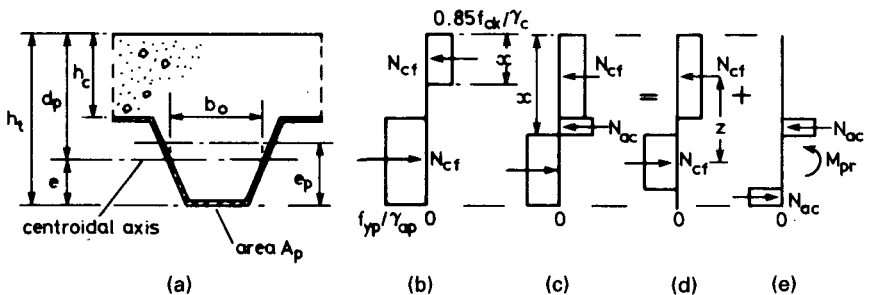 0.85f_ck/γ_c
h_t
d_p
h_c
b_o
e
e_p
centroidal axis
area A_p
N_cf
x
N_cf
f_yp/γ_ap
0
x
N_cf
N_ac
0
=
N_cf
z
N_cf
0
+
N_ac
M_pr
N_ac
0
(a)
(b)
(c)
(d)
(e)